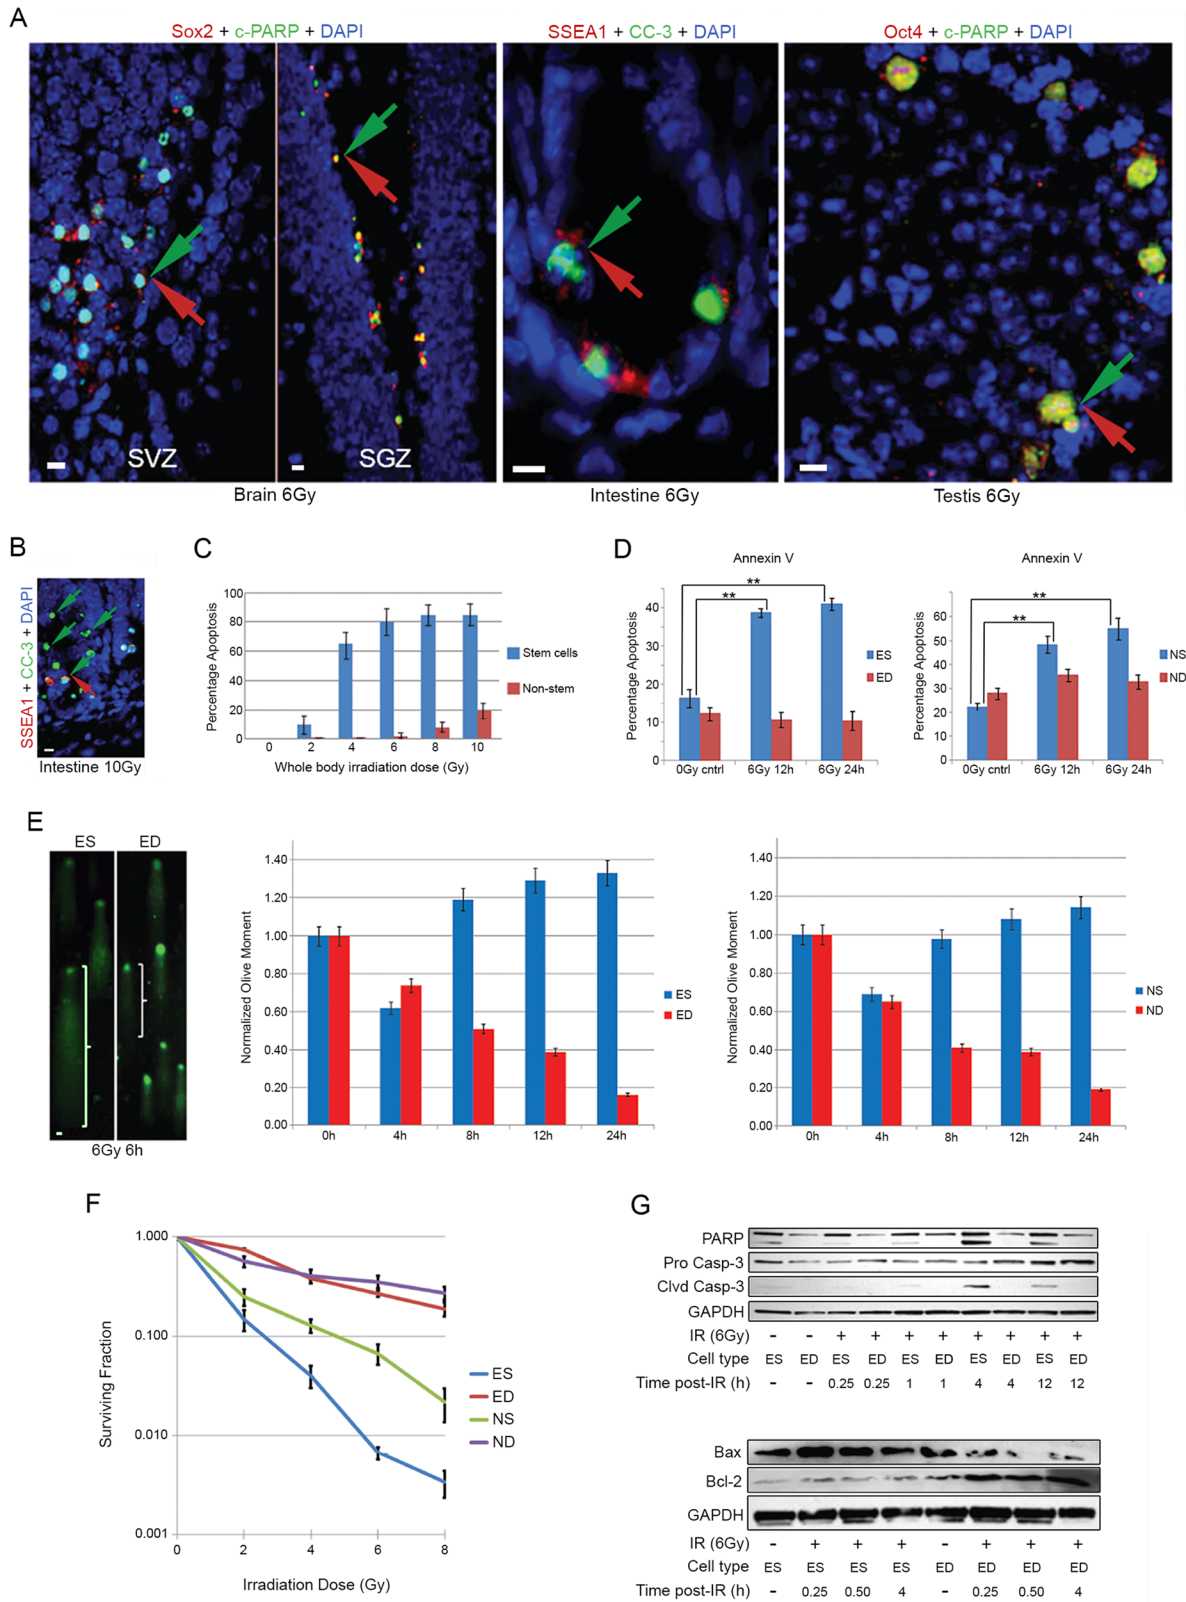 A
Sox2 + c-PARP + DAPI
SSEA1 + CC-3 + DAPI
Oct4 + c-PARP + DAPI
SVZ
SGZ
Brain 6Gy
Intestine 6Gy
Testis 6Gy
B
SSEA1 + CC-3 + DAPI
Intestine 10Gy
C
Percentage Apoptosis
100
80
60
40
20
0
0 2 4 6 8 10
Whole body irradiation dose (Gy)
Stem cells
Non-stem
D
Annexin V
Percentage Apoptosis
40
30
20
10
0
**
**
0Gy cntrl 6Gy 12h 6Gy 24h
ES
ED
Annexin V
Percentage Apoptosis
60
50
40
30
20
10
0
**
**
0Gy cntrl 6Gy 12h 6Gy 24h
NS
ND
E
ES ED
6Gy 6h
Normalized Olive Moment
1.40
1.20
1.00
0.80
0.60
0.40
0.20
0.00
0h 4h 8h 12h 24h
ES
ED
Normalized Olive Moment
1.40
1.20
1.00
0.80
0.60
0.40
0.20
0.00
0h 4h 8h 12h 24h
NS
ND
F
Surviving Fraction
1.000
0.100
0.010
0.001
0 2 4 6 8
Irradiation Dose (Gy)
ES
ED
NS
ND
G
PARP
Pro Casp-3
Clvd Casp-3
GAPDH
IR (6Gy) - - + + + + + + + +
Cell type ES ED ES ED ES ED ES ED ES ED
Time post-IR (h) - - 0.25 0.25 1 1 4 4 12 12
Bax
Bcl-2
GAPDH
IR (6Gy) - + + + - + + +
Cell type ES ES ES ES ED ED ED ED
Time post-IR (h) - 0.25 0.50 4 - 0.25 0.50 4